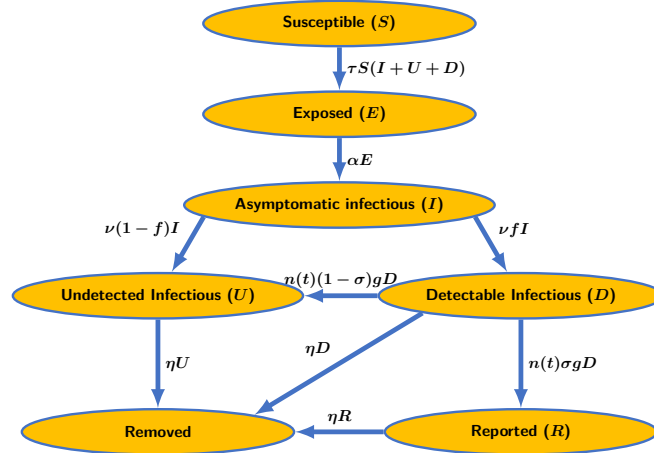 Susceptible (S)
τS(I + U + D)
Exposed (E)
αE
Asymptomatic infectious (I)
ν(1 − f)I
νfI
n(t)(1 − σ)gD
Undetected Infectious (U)
Detectable Infectious (D)
ηU
ηD
n(t)σgD
Removed
ηR
Reported (R)